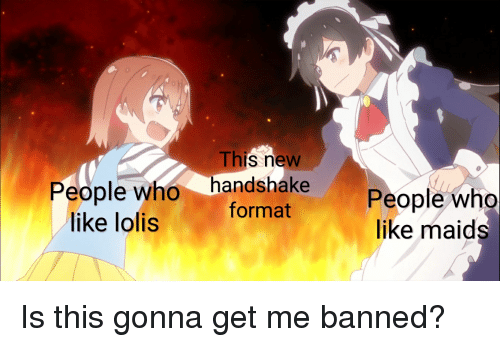 People who
like lolis
This new
handshake
format
People who
like maids
Is this gonna get me banned?